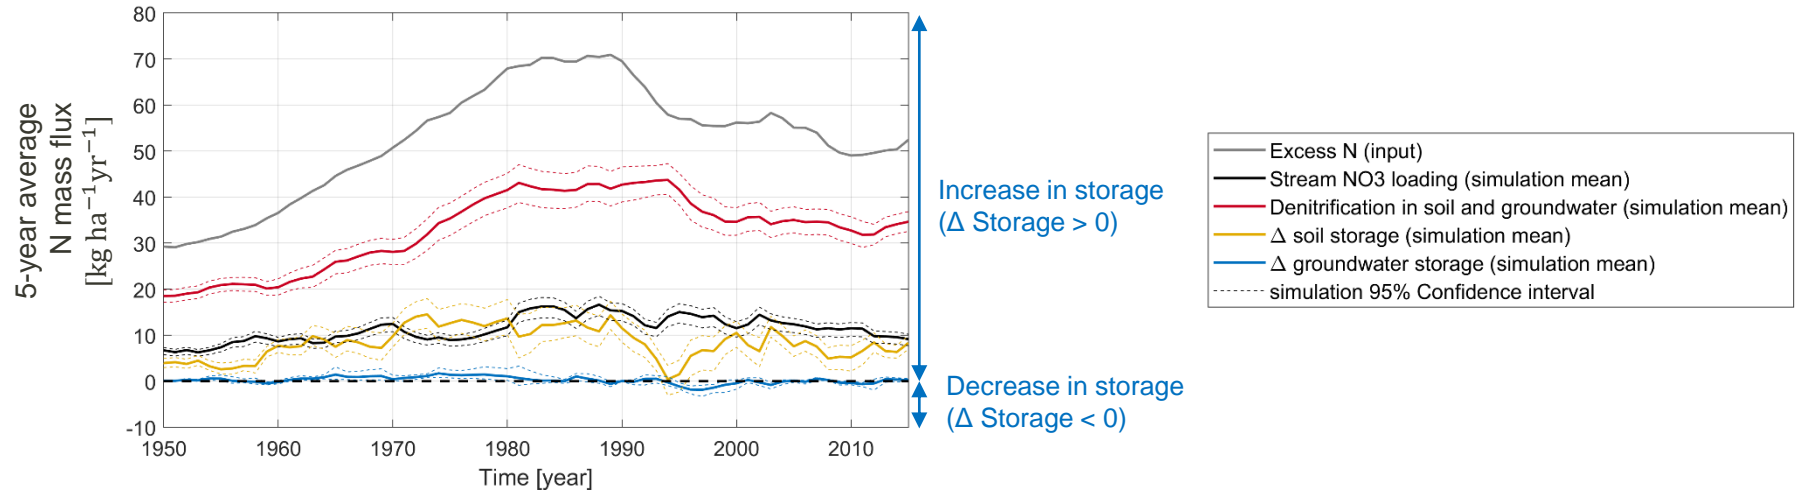 5-year average
N mass flux
[kg ha⁻¹yr⁻¹]
80
70
60
50
40
30
20
10
0
-10
1950
1960
1970
1980
1990
2000
2010
Time [year]
Increase in storage
(Δ Storage > 0)
Decrease in storage
(Δ Storage < 0)
Excess N (input)
Stream NO3 loading (simulation mean)
Denitrification in soil and groundwater (simulation mean)
Δ soil storage (simulation mean)
Δ groundwater storage (simulation mean)
simulation 95% Confidence interval